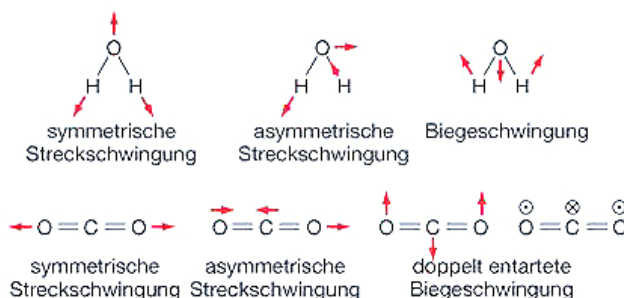 O
H H
symmetrische
Streckschwingung
O
H H
asymmetrische
Streckschwingung
O
H H
Biegeschwingung
O=C=O
symmetrische
Streckschwingung
O=C=O
asymmetrische
Streckschwingung
O=C=O
O=C=O
doppelt entartete
Biegeschwingung